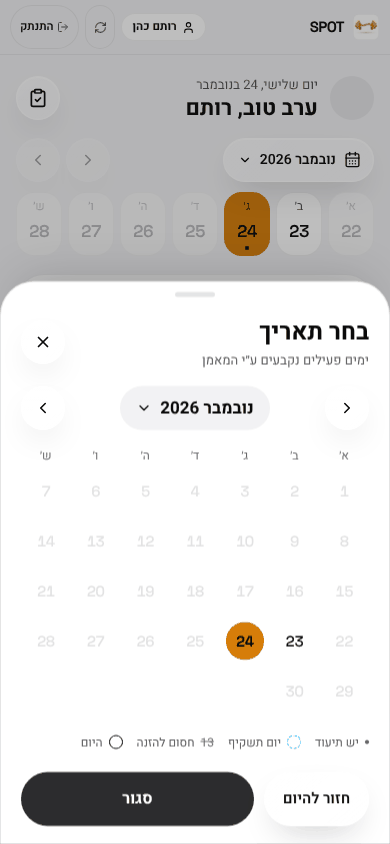 SPOT
רותם כהן
התנתק
יום שלישי, 24 בנובמבר
ערב טוב, רותם
נובמבר 2026
א' ב' ג' ד' ה' ו' ש'
22 23 24 25 26 27 28
בחר תאריך
ימים פעילים נקבעים ע"י המאמן
נובמבר 2026
א' ב' ג' ד' ה' ו' ש'
1 2 3 4 5 6 7
8 9 10 11 12 13 14
15 16 17 18 19 20 21
22 23 24 25 26 27 28
29 30
יש תיעוד יום תשקיף 13 חסום להזנה היום
חזור להיום
סגור